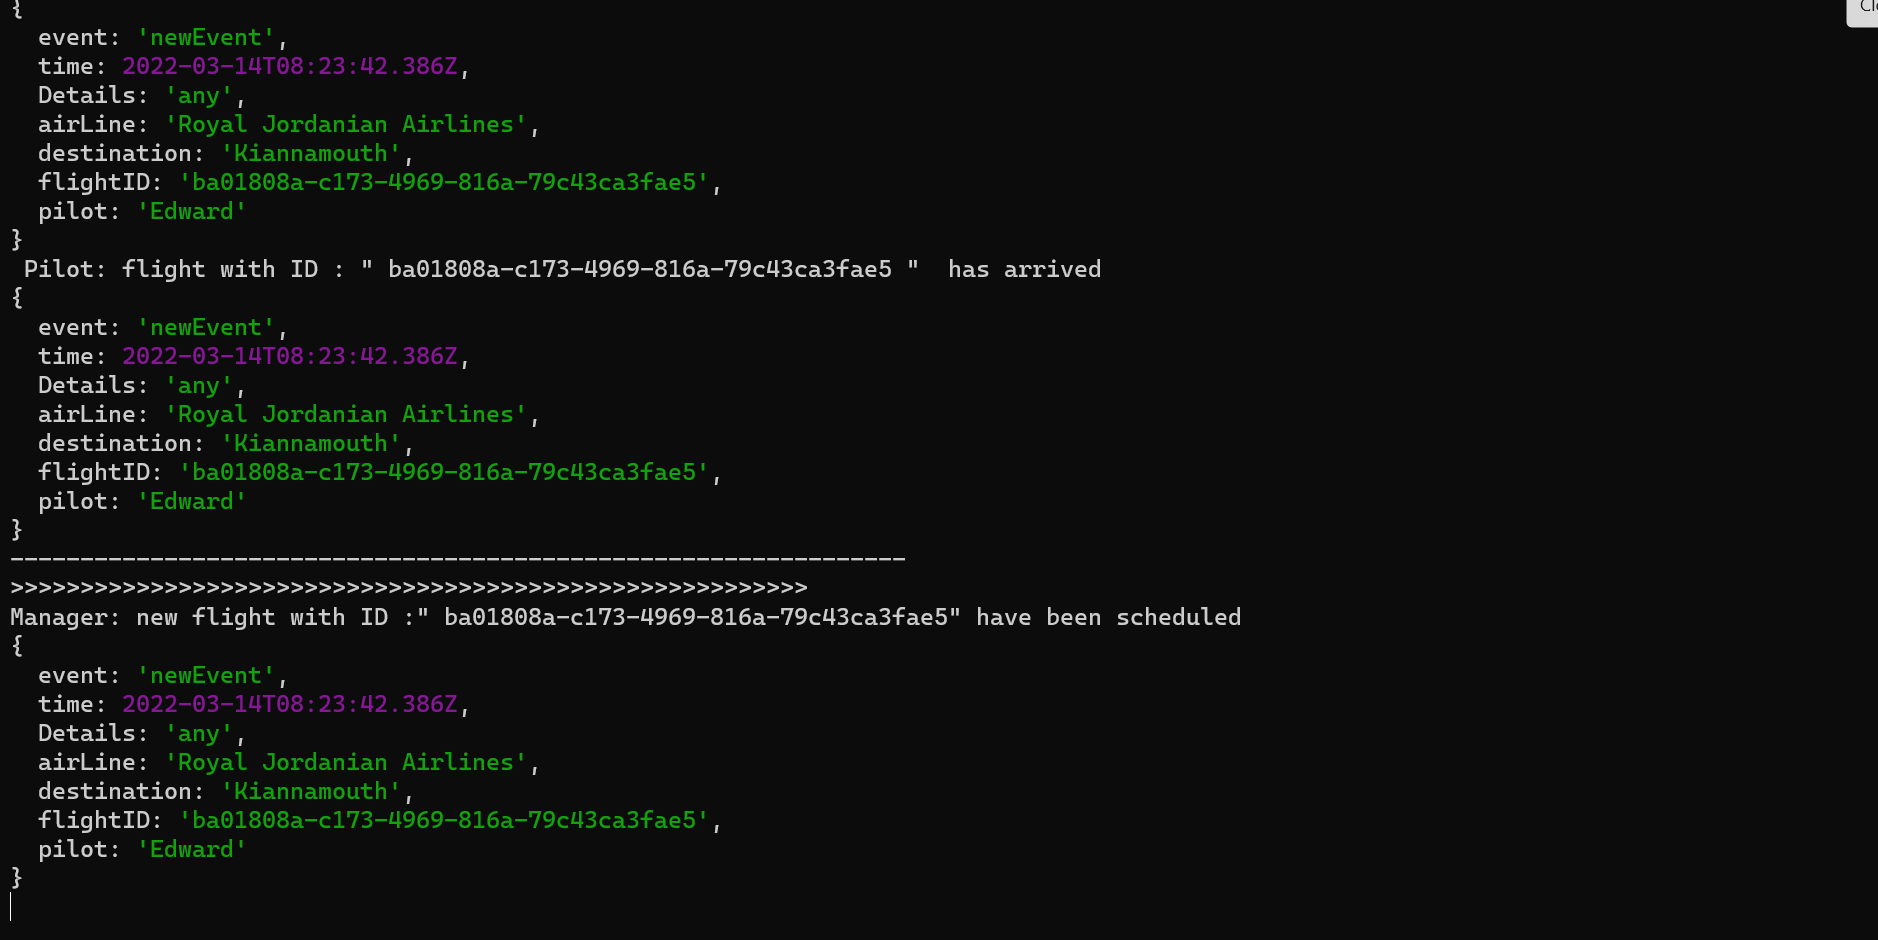 {
  event: 'newEvent',
  time: 2022-03-14T08:23:42.386Z,
  Details: 'any',
  airLine: 'Royal Jordanian Airlines',
  destination: 'Kiannamouth',
  flightID: 'ba01808a-c173-4969-816a-79c43ca3fae5',
  pilot: 'Edward'
}
 Pilot: flight with ID : " ba01808a-c173-4969-816a-79c43ca3fae5 "  has arrived
{
  event: 'newEvent',
  time: 2022-03-14T08:23:42.386Z,
  Details: 'any',
  airLine: 'Royal Jordanian Airlines',
  destination: 'Kiannamouth',
  flightID: 'ba01808a-c173-4969-816a-79c43ca3fae5',
  pilot: 'Edward'
}
----------------------------------------------------------------
>>>>>>>>>>>>>>>>>>>>>>>>>>>>>>>>>>>>>>>>>>>>>>>>>>>>>>>>>
Manager: new flight with ID :" ba01808a-c173-4969-816a-79c43ca3fae5" have been scheduled
{
  event: 'newEvent',
  time: 2022-03-14T08:23:42.386Z,
  Details: 'any',
  airLine: 'Royal Jordanian Airlines',
  destination: 'Kiannamouth',
  flightID: 'ba01808a-c173-4969-816a-79c43ca3fae5',
  pilot: 'Edward'
}